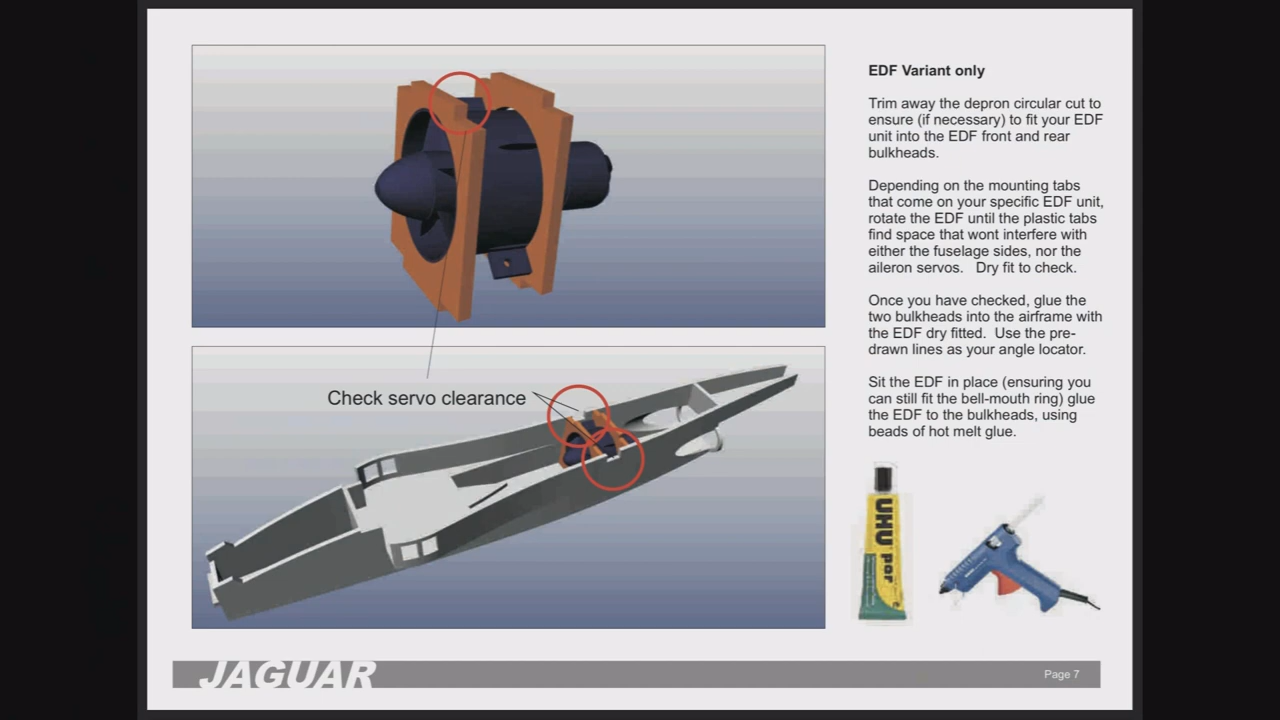 EDF Variant only
Trim away the depron circular cut to
ensure (if necessary) to fit your EDF
unit into the EDF front and rear
bulkheads.
Depending on the mounting tabs
that come on your specific EDF unit,
rotate the EDF until the plastic tabs
find space that wont interfere with
either the fuselage sides, nor the
aileron servos.   Dry fit to check.
Once you have checked, glue the
two bulkheads into the airframe with
the EDF dry fitted.  Use the pre-
drawn lines as your angle locator.
Sit the EDF in place (ensuring you
can still fit the bell-mouth ring) glue
the EDF to the bulkheads, using
beads of hot melt glue.
Check servo clearance
UHU por
JAGUAR
Page 7